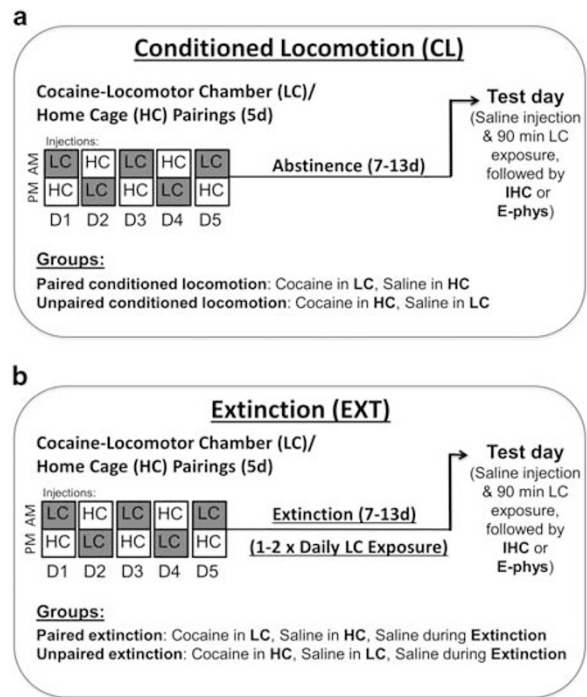 a
Conditioned Locomotion (CL)
Cocaine-Locomotor Chamber (LC)/
Home Cage (HC) Pairings (5d)
Injections:
AM LC HC LC HC LC
PM HC LC HC LC HC
D1 D2 D3 D4 D5
Abstinence (7-13d)
Test day
(Saline injection
& 90 min LC
exposure,
followed by
IHC or
E-phys)
Groups:
Paired conditioned locomotion: Cocaine in LC, Saline in HC
Unpaired conditioned locomotion: Cocaine in HC, Saline in LC
b
Extinction (EXT)
Cocaine-Locomotor Chamber (LC)/
Home Cage (HC) Pairings (5d)
Injections:
AM LC HC LC HC LC
PM HC LC HC LC HC
D1 D2 D3 D4 D5
Extinction (7-13d)
(1-2 x Daily LC Exposure)
Test day
(Saline injection
& 90 min LC
exposure,
followed by
IHC or
E-phys)
Groups:
Paired extinction: Cocaine in LC, Saline in HC, Saline during Extinction
Unpaired extinction: Cocaine in HC, Saline in LC, Saline during Extinction